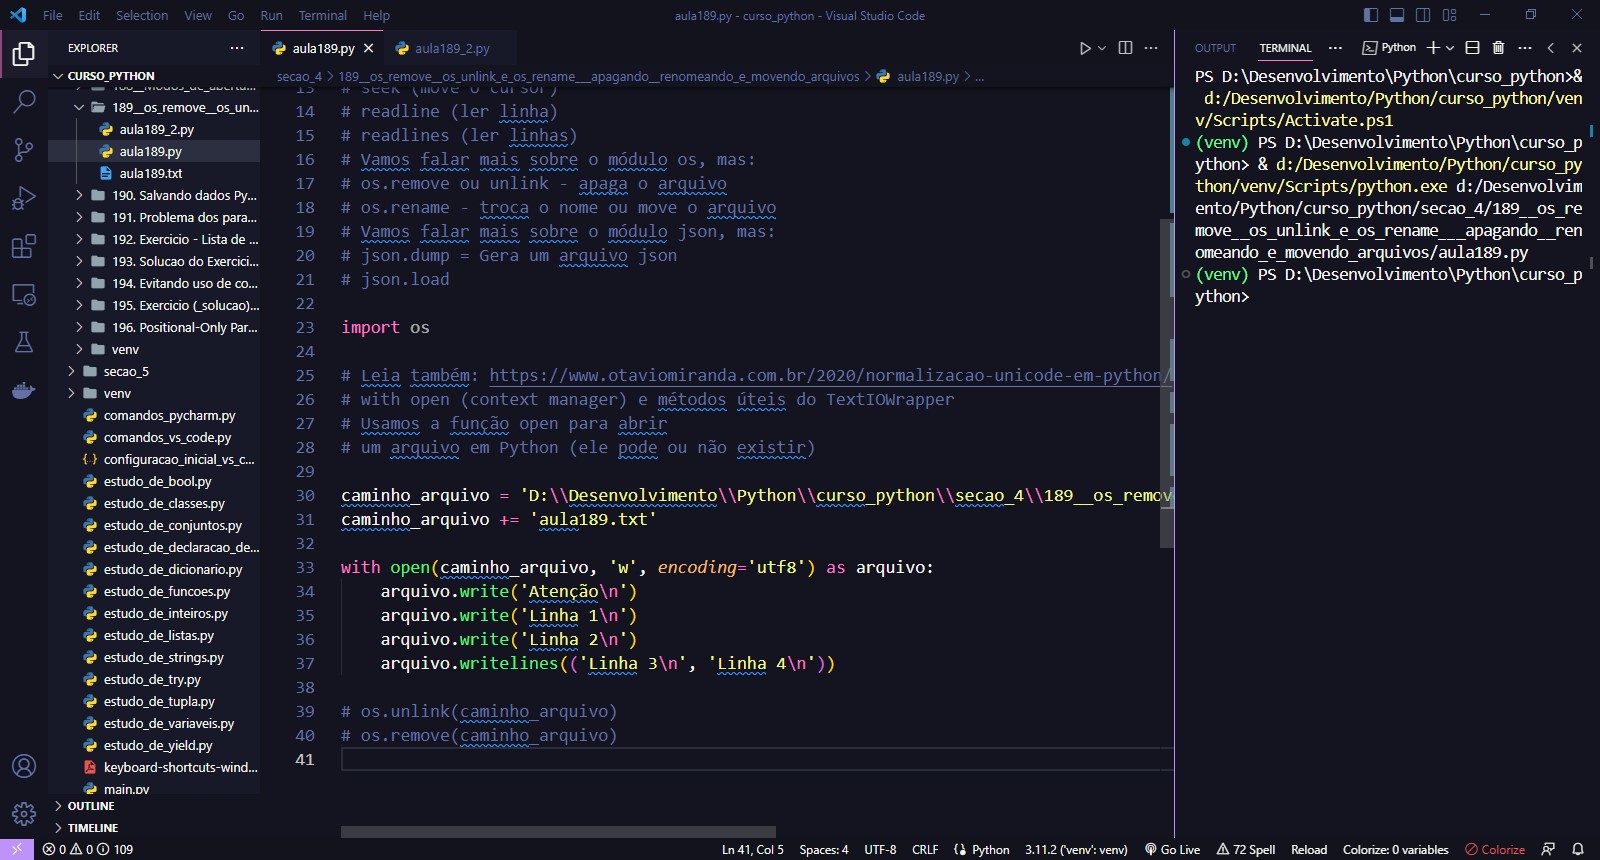 File Edit Selection View Go Run Terminal Help
aula189.py - curso_python - Visual Studio Code
EXPLORER
CURSO_PYTHON
189__os_remove__os_un...
aula189_2.py
aula189.py
aula189.txt
190. Salvando dados Py...
191. Problema dos para...
192. Exercicio - Lista de ...
193. Solucao do Exercici...
194. Evitando uso de co...
195. Exercicio (_solucao)...
196. Positional-Only Par...
venv
secao_5
venv
comandos_pycharm.py
comandos_vs_code.py
configuracao_inicial_vs_c...
estudo_de_bool.py
estudo_de_classes.py
estudo_de_conjuntos.py
estudo_de_declaracao_de...
estudo_de_dicionario.py
estudo_de_funcoes.py
estudo_de_inteiros.py
estudo_de_listas.py
estudo_de_strings.py
estudo_de_try.py
estudo_de_tupla.py
estudo_de_variaveis.py
estudo_de_yield.py
keyboard-shortcuts-wind...
main.py
OUTLINE
TIMELINE
aula189.py aula189_2.py
secao_4 > 189__os_remove__os_unlink_e_os_rename___apagando__renomeando_e_movendo_arquivos > aula189.py > ...
13 # seek (move o cursor)
14 # readline (ler linha)
15 # readlines (ler linhas)
16 # Vamos falar mais sobre o módulo os, mas:
17 # os.remove ou unlink - apaga o arquivo
18 # os.rename - troca o nome ou move o arquivo
19 # Vamos falar mais sobre o módulo json, mas:
20 # json.dump = Gera um arquivo json
21 # json.load
22
23 import os
24
25 # Leia também: https://www.otaviomiranda.com.br/2020/normalizacao-unicode-em-python/
26 # with open (context manager) e métodos úteis do TextIOWrapper
27 # Usamos a função open para abrir
28 # um arquivo em Python (ele pode ou não existir)
29
30 caminho_arquivo = 'D:\\Desenvolvimento\\Python\\curso_python\\secao_4\\189__os_remov
31 caminho_arquivo += 'aula189.txt'
32
33 with open(caminho_arquivo, 'w', encoding='utf8') as arquivo:
34 arquivo.write('Atenção\n')
35 arquivo.write('Linha 1\n')
36 arquivo.write('Linha 2\n')
37 arquivo.writelines(('Linha 3\n', 'Linha 4\n'))
38
39 # os.unlink(caminho_arquivo)
40 # os.remove(caminho_arquivo)
41
OUTPUT TERMINAL ... Python
PS D:\Desenvolvimento\Python\curso_python>&
d:/Desenvolvimento/Python/curso_python/ven
v/Scripts/Activate.ps1
(venv) PS D:\Desenvolvimento\Python\curso_p
ython> & d:/Desenvolvimento/Python/curso_py
thon/venv/Scripts/python.exe d:/Desenvolvim
ento/Python/curso_python/secao_4/189__os_re
move__os_unlink_e_os_rename___apagando__ren
omeando_e_movendo_arquivos/aula189.py
(venv) PS D:\Desenvolvimento\Python\curso_p
ython>
0 0 109
Ln 41, Col 5 Spaces: 4 UTF-8 CRLF Python 3.11.2 ('venv': venv) Go Live 72 Spell Reload Colorize: 0 variables Colorize